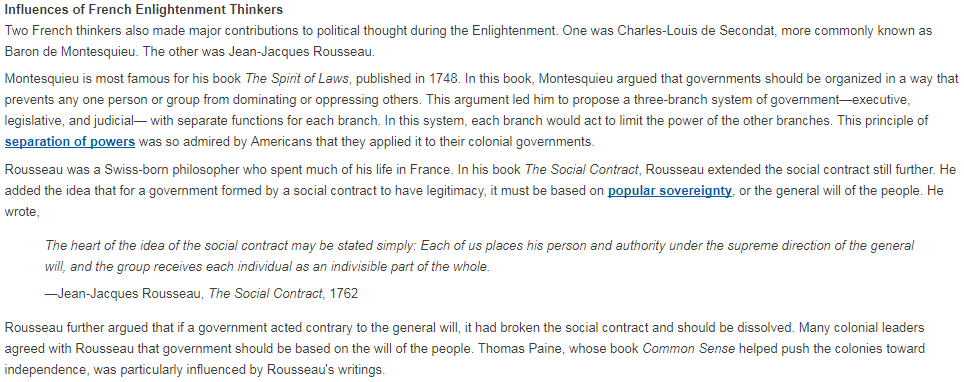 Influences of French Enlightenment Thinkers
Two French thinkers also made major contributions to political thought during the Enlightenment. One was Charles-Louis de Secondat, more commonly known as
Baron de Montesquieu. The other was Jean-Jacques Rousseau.
Montesquieu is most famous for his book The Spirit of Laws, published in 1748. In this book, Montesquieu argued that governments should be organized in a way that
prevents any one person or group from dominating or oppressing others. This argument led him to propose a three-branch system of government—executive,
legislative, and judicial— with separate functions for each branch. In this system, each branch would act to limit the power of the other branches. This principle of
separation of powers was so admired by Americans that they applied it to their colonial governments.
Rousseau was a Swiss-born philosopher who spent much of his life in France. In his book The Social Contract, Rousseau extended the social contract still further. He
added the idea that for a government formed by a social contract to have legitimacy, it must be based on popular sovereignty, or the general will of the people. He
wrote,
The heart of the idea of the social contract may be stated simply: Each of us places his person and authority under the supreme direction of the general
will, and the group receives each individual as an indivisible part of the whole.
—Jean-Jacques Rousseau, The Social Contract, 1762
Rousseau further argued that if a government acted contrary to the general will, it had broken the social contract and should be dissolved. Many colonial leaders
agreed with Rousseau that government should be based on the will of the people. Thomas Paine, whose book Common Sense helped push the colonies toward
independence, was particularly influenced by Rousseau's writings.